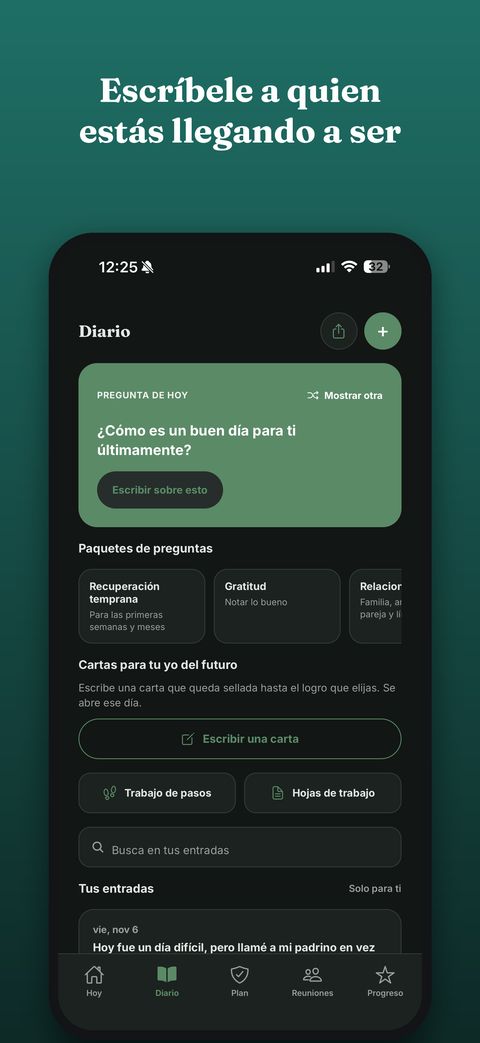 Escríbele a quien
estás llegando a ser
12:25
32
Diario
PREGUNTA DE HOY
Mostrar otra
¿Cómo es un buen día para ti
últimamente?
Escribir sobre esto
Paquetes de preguntas
Recuperación
temprana
Para las primeras
semanas y meses
Gratitud
Notar lo bueno
Cartas para tu yo del futuro
Escribe una carta que queda sellada hasta el logro que elijas. Se
abre ese día.
Escribir una carta
Trabajo de pasos
Hojas de trabajo
Busca en tus entradas
Tus entradas
Solo para ti
vie, nov 6
Hoy fue un día difícil, pero llamé a mi padrino en vez
Hoy
Diario
Plan
Reuniones
Progreso